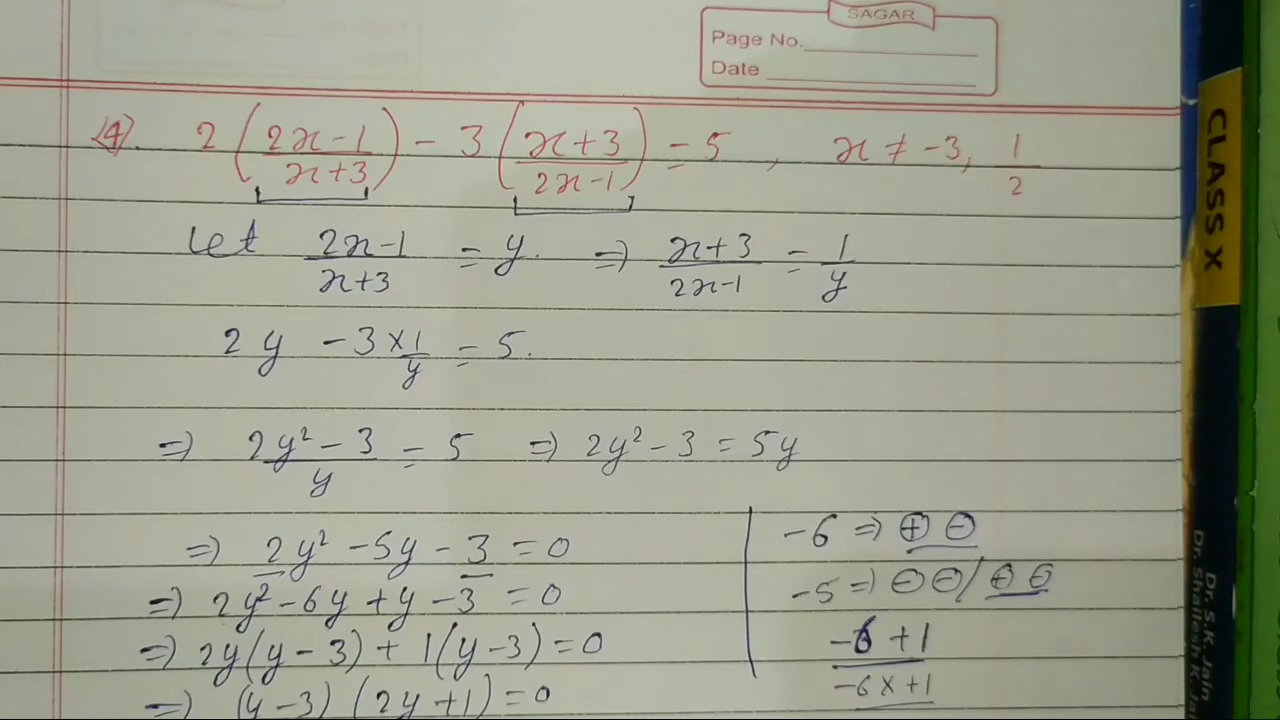 SAGAR
Page No.
Date
(4). 2((2x-1)/(x+3)) - 3((x+3)/(2x-1)) = 5, x ≠ -3, 1/2
Let (2x-1)/(x+3) = y. ⇒ (x+3)/(2x-1) = 1/y
2y - 3 × 1/y = 5.
⇒ (2y² - 3)/y = 5 ⇒ 2y² - 3 = 5y
⇒ 2y² - 5y - 3 = 0
⇒ 2y² - 6y + y - 3 = 0
⇒ 2y(y - 3) + 1(y - 3) = 0
⇒ (y - 3) (2y + 1) = 0
-6 ⇒ ⊕ ⊖
-5 ⇒ ⊖ ⊖ / ⊕ ⊖
-6 + 1
-6 x + 1
CLASS X
Dr. S.K. Jain
Dr. Shailesh K. Ja